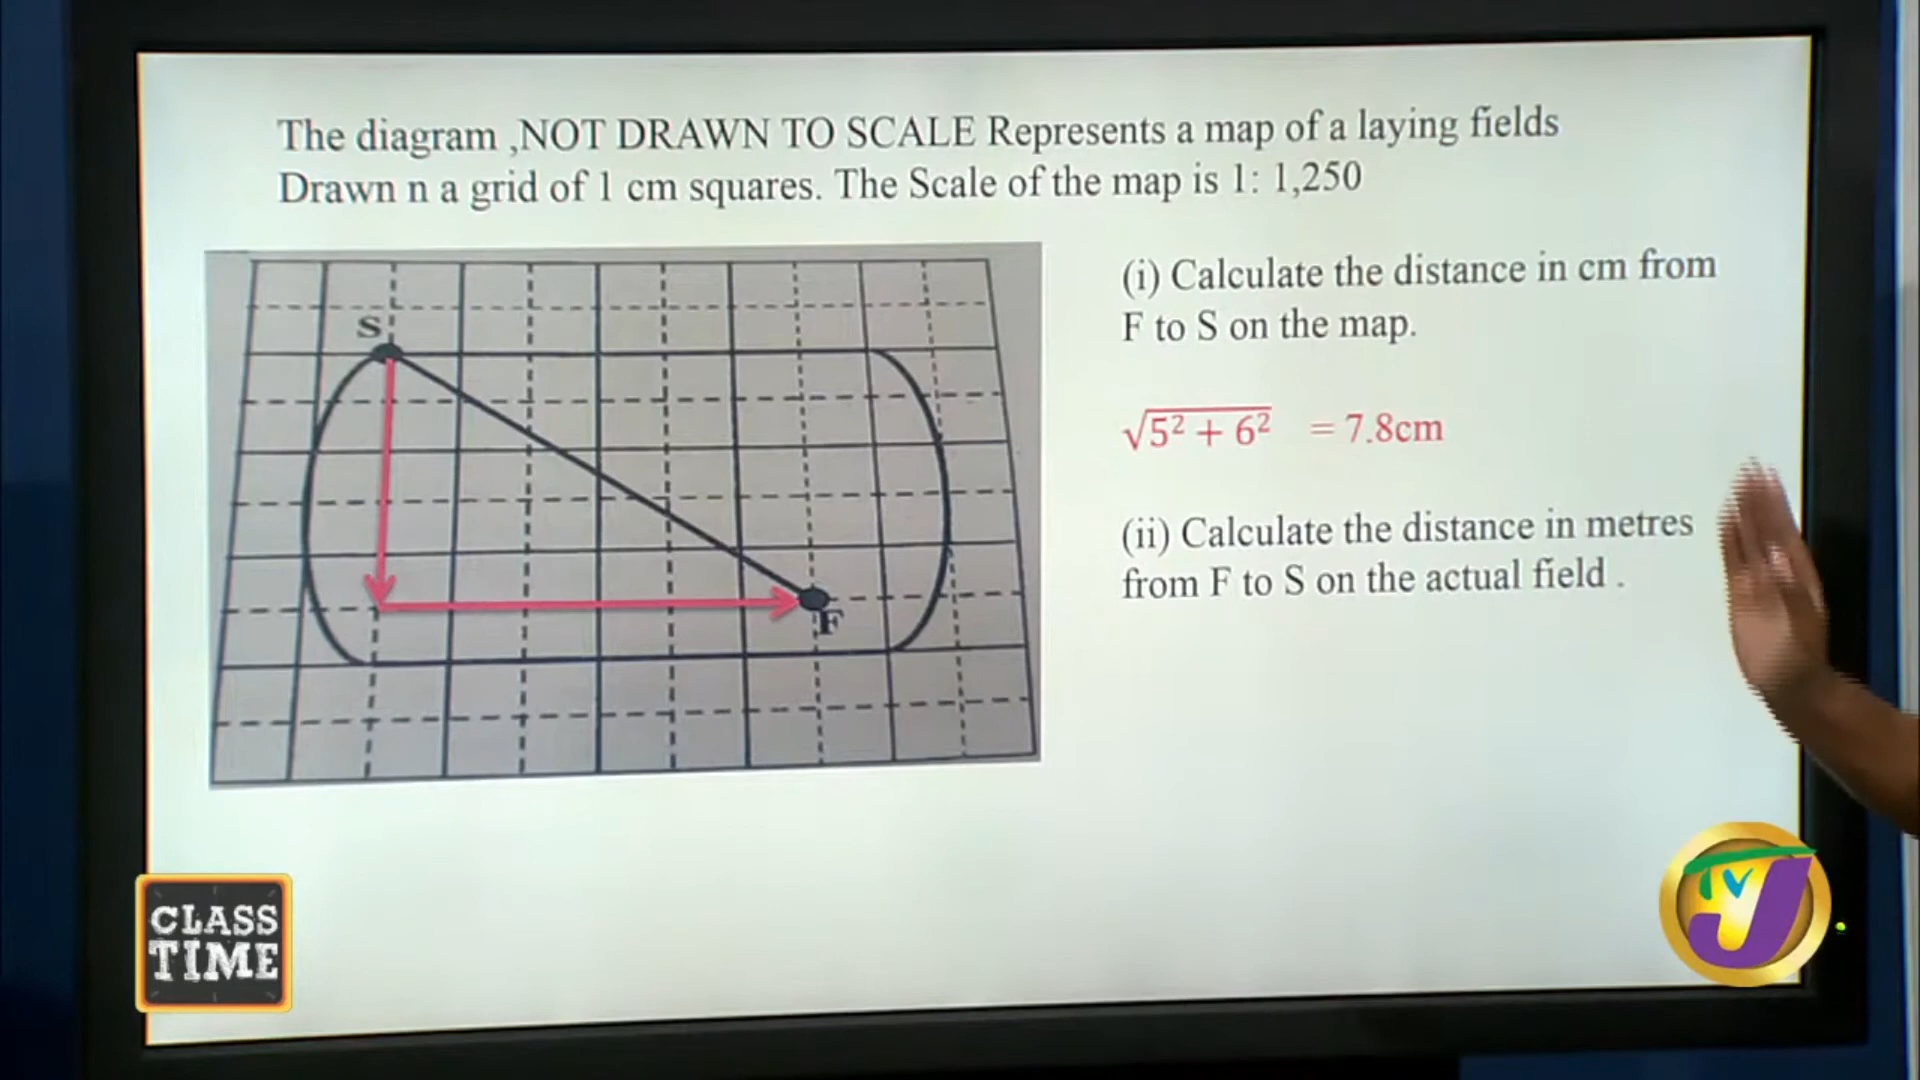 The diagram ,NOT DRAWN TO SCALE Represents a map of a laying fields
Drawn n a grid of 1 cm squares. The Scale of the map is 1: 1,250
(i) Calculate the distance in cm from
F to S on the map.
S
√5² + 6² = 7.8cm
(ii) Calculate the distance in metres
from F to S on the actual field .
F
CLASS
TIME
TVJ